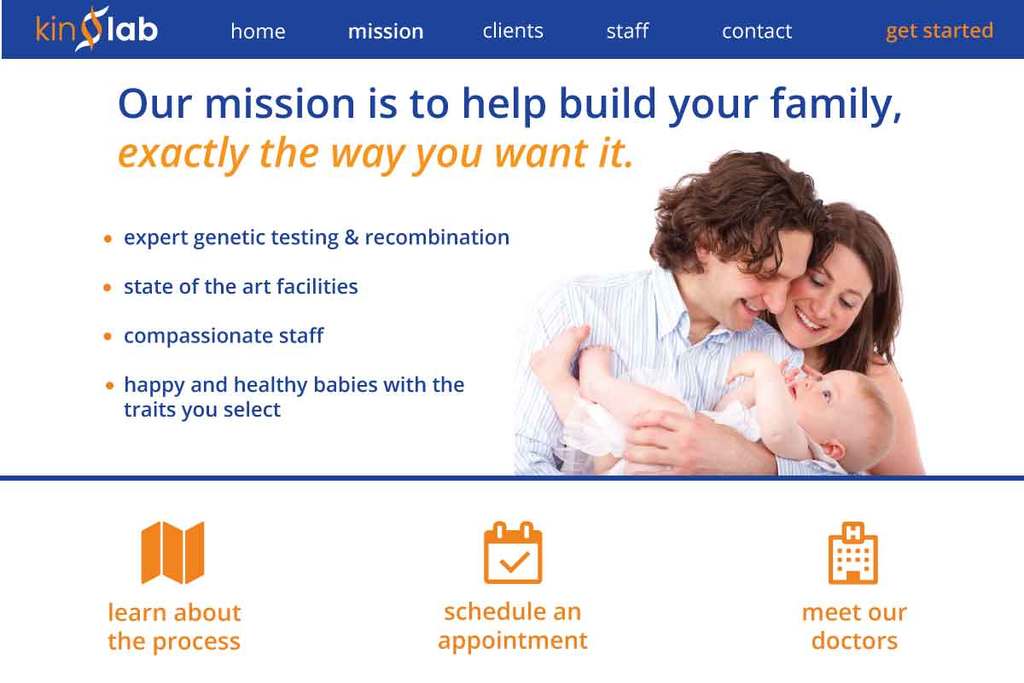 kin lab
home mission clients staff contact get started
Our mission is to help build your family,
exactly the way you want it.
expert genetic testing & recombination
state of the art facilities
compassionate staff
happy and healthy babies with the
traits you select
learn about
the process
schedule an
appointment
H
meet our
doctors